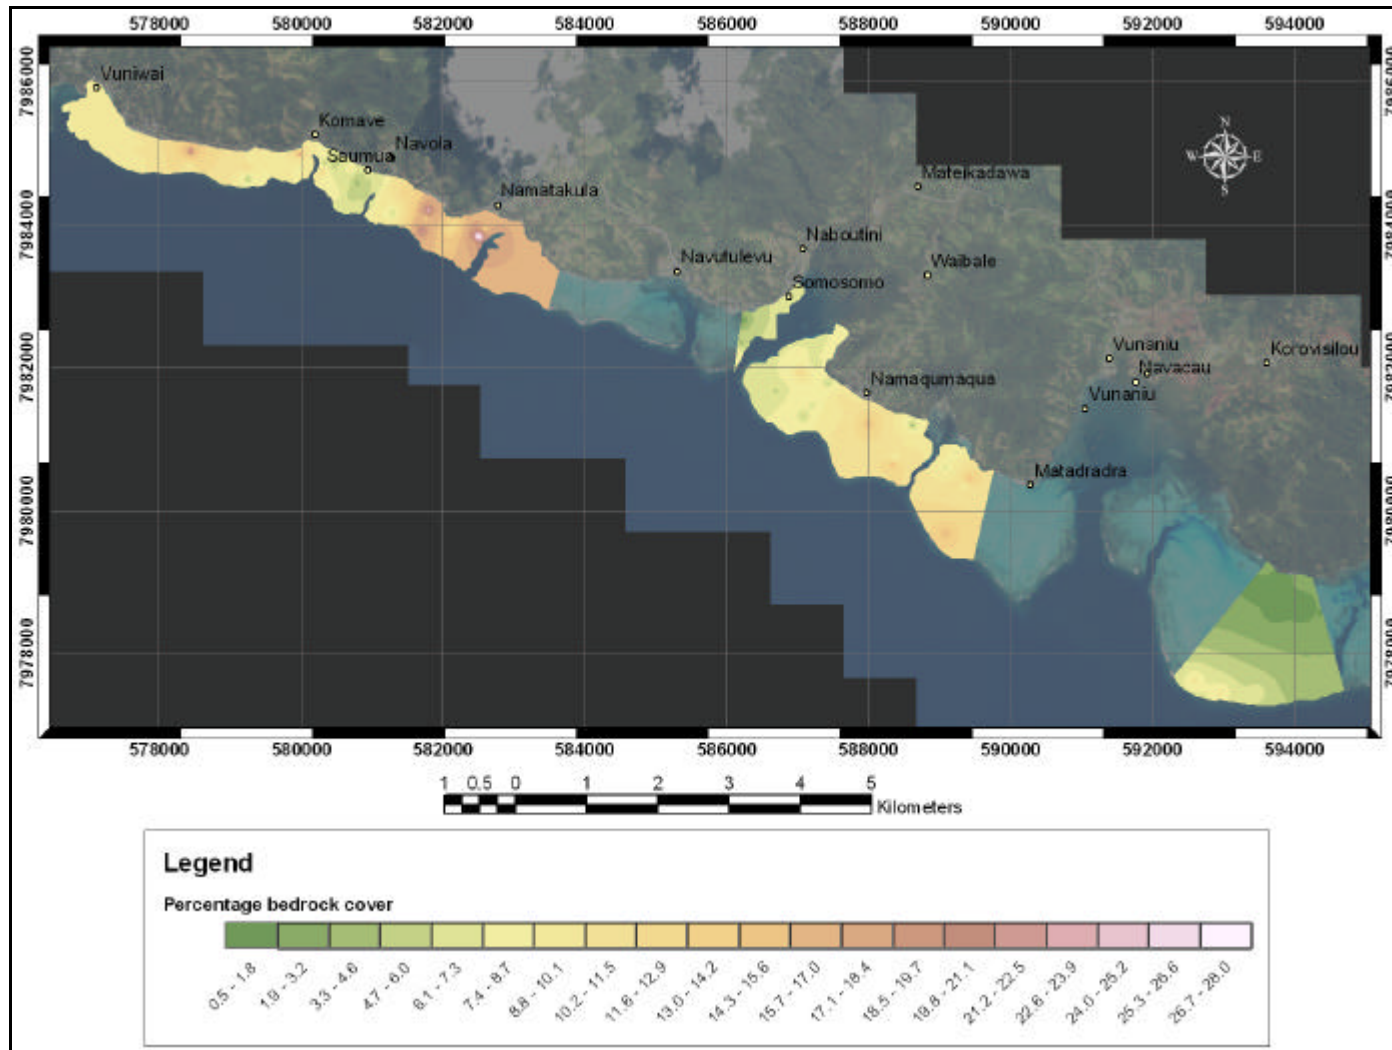 578000 580000 582000 584000 586000 588000 590000 592000 594000
7986000 7986000
Vuniwai
Komave
Navola
Saumua
N
W E
S
Mateikadawa
Namatakula
7984000 7984000
Naboutini
Navutulevu
Waibale
Somosomo
7982000 7982000
Vunaniu
Korovisilou
Navacau
Namaqumaqua
Vunaniu
Matadradra
7980000 7980000
7978000 7978000
578000 580000 582000 584000 586000 588000 590000 592000 594000
1 0.5 0 1 2 3 4 5
Kilometers
Legend
Percentage bedrock cover
0.5 - 1.8
1.9 - 3.2
3.3 - 4.6
4.7 - 6.0
6.1 - 7.3
7.4 - 8.7
8.8 - 10.1
10.2 - 11.5
11.6 - 12.9
13.0 - 14.2
14.3 - 15.6
15.7 - 17.0
17.1 - 18.4
18.5 - 19.7
19.8 - 21.1
21.2 - 22.5
22.6 - 23.9
24.0 - 25.2
25.3 - 26.6
26.7 - 28.0